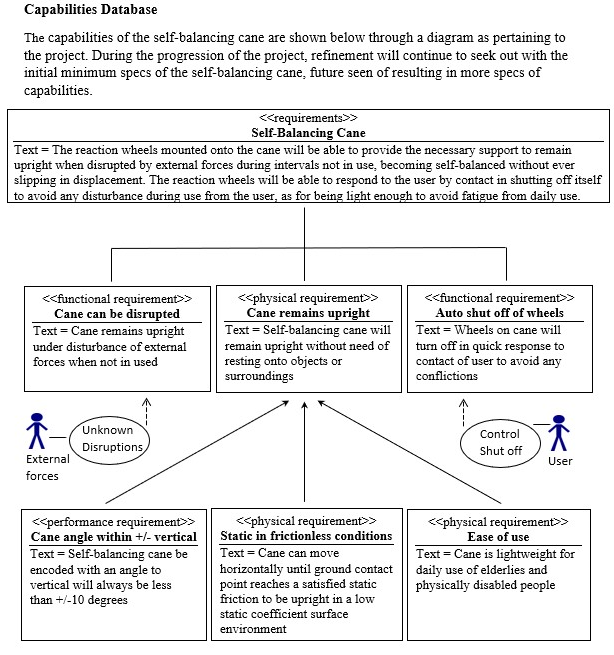 Capabilities Database
The capabilities of the self-balancing cane are shown below through a diagram as pertaining to
the project. During the progression of the project, refinement will continue to seek out with the
initial minimum specs of the self-balancing cane, future seen of resulting in more specs of
capabilities.
<<requirements>>
Self-Balancing Cane
Text = The reaction wheels mounted onto the cane will be able to provide the necessary support to remain
upright when disrupted by external forces during intervals not in use, becoming self-balanced without ever
slipping in displacement. The reaction wheels will be able to respond to the user by contact in shutting off itself
to avoid any disturbance during use from the user, as for being light enough to avoid fatigue from daily use.
<<functional requirement>>
Cane can be disrupted
Text = Cane remains upright
under disturbance of external
forces when not in used
<<physical requirement>>
Cane remains upright
Text = Self-balancing cane will
remain upright without need of
resting onto objects or
surroundings
<<functional requirement>>
Auto shut off of wheels
Text = Wheels on cane will
turn off in quick response to
contact of user to avoid any
conflictions
External
forces
Unknown
Disruptions
Control
Shut off
User
<<performance requirement>>
Cane angle within +/- vertical
Text = Self-balancing cane be
encoded with an angle to
vertical will always be less
than +/-10 degrees
<<physical requirement>>
Static in frictionless conditions
Text = Cane can move
horizontally until ground contact
point reaches a satisfied static
friction to be upright in a low
static coefficient surface
environment
<<physical requirement>>
Ease of use
Text = Cane is lightweight for
daily use of elderlies and
physically disabled people